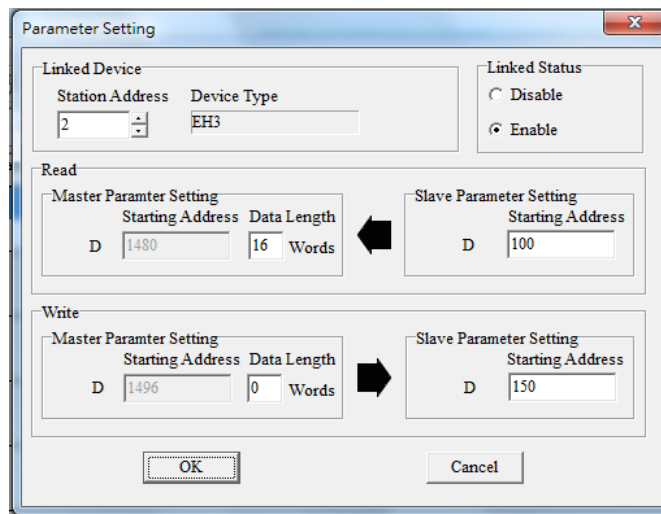 Parameter Setting
Linked Device
Linked Status
Station Address Device Type
2 EH3
Disable
Enable
Read
Master Paramter Setting
Starting Address Data Length
D 1480 16 Words
Slave Parameter Setting
Starting Address
D 100
Write
Master Paramter Setting
Starting Address Data Length
D 1496 0 Words
Slave Parameter Setting
Starting Address
D 150
OK Cancel